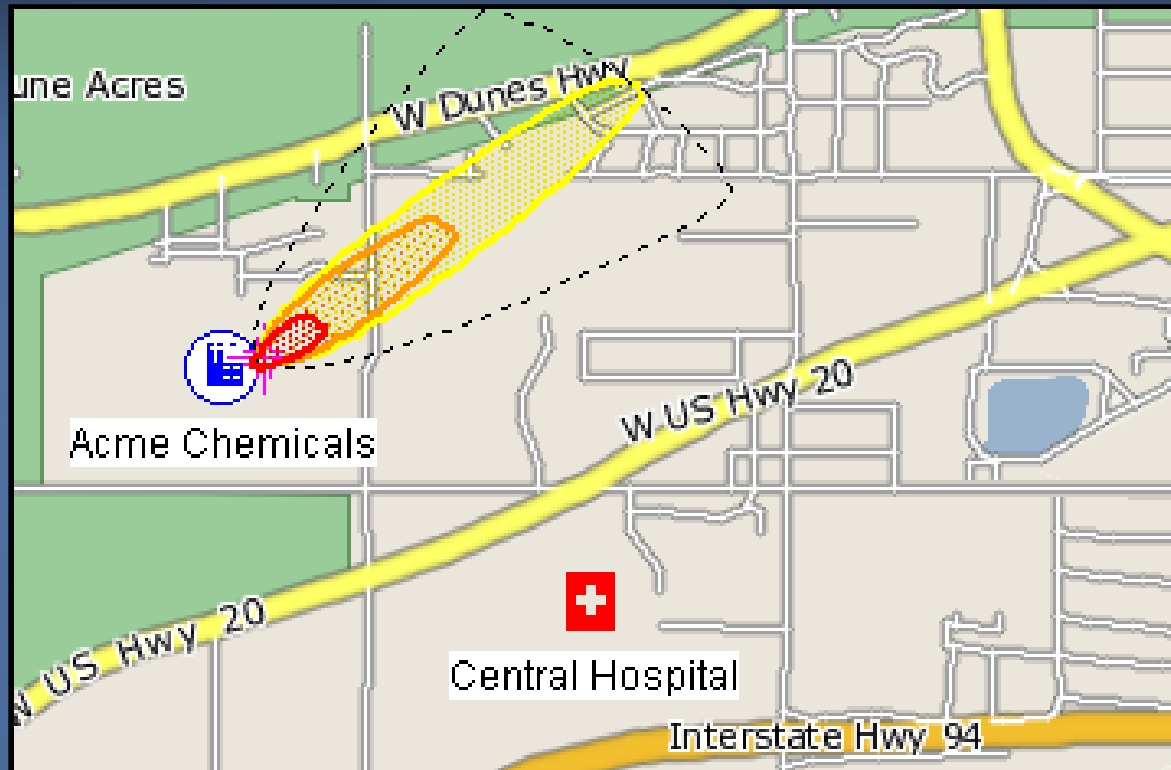 une Acres
W Dunes Hwy
Acme Chemicals
W US Hwy 20
W US Hwy 20
Central Hospital
Interstate Hwy 94